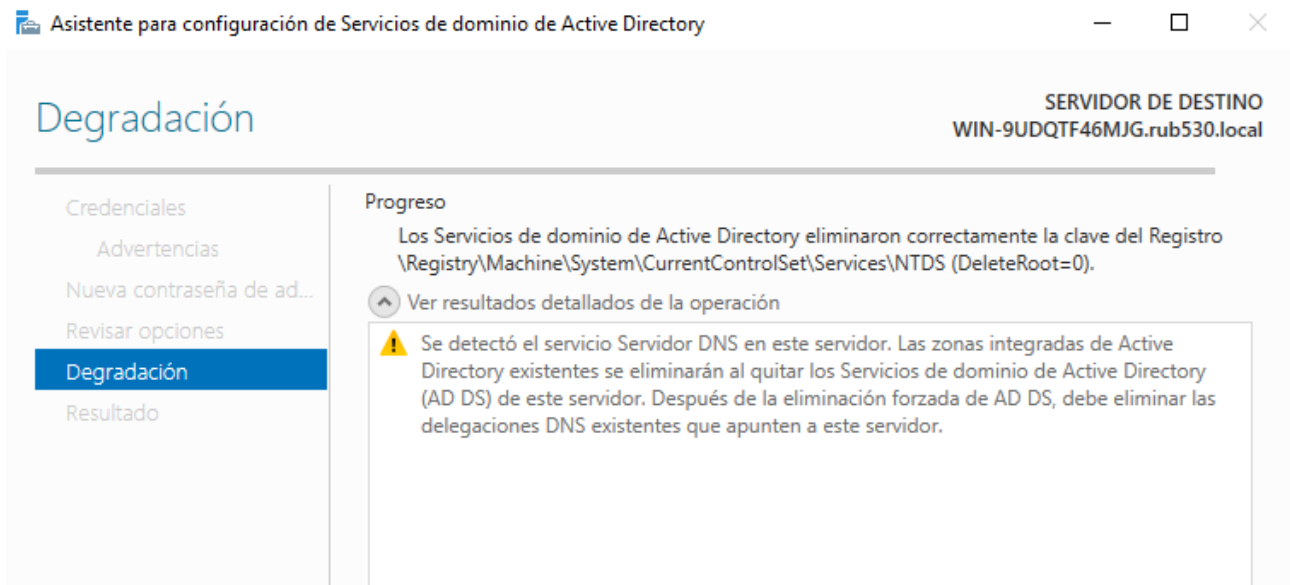 Asistente para configuración de Servicios de dominio de Active Directory
Degradación
SERVIDOR DE DESTINO
WIN-9UDQTF46MJG.rub530.local
Credenciales
Advertencias
Nueva contraseña de ad...
Revisar opciones
Degradación
Resultado
Progreso
Los Servicios de dominio de Active Directory eliminaron correctamente la clave del Registro
\Registry\Machine\System\CurrentControlSet\Services\NTDS (DeleteRoot=0).
Ver resultados detallados de la operación
Se detectó el servicio Servidor DNS en este servidor. Las zonas integradas de Active
Directory existentes se eliminarán al quitar los Servicios de dominio de Active Directory
(AD DS) de este servidor. Después de la eliminación forzada de AD DS, debe eliminar las
delegaciones DNS existentes que apunten a este servidor.